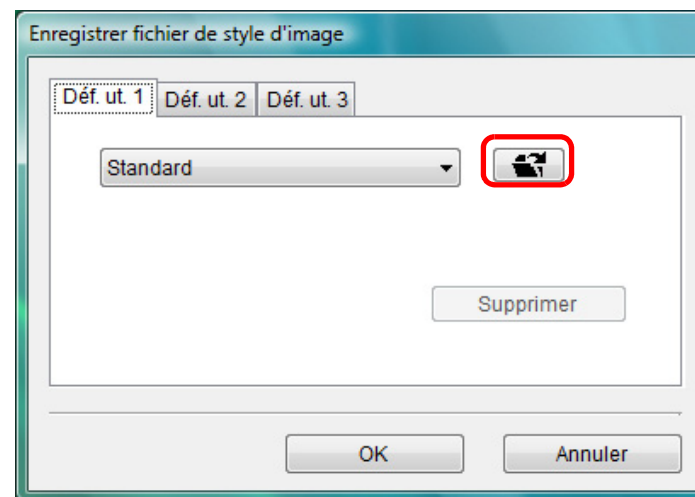 Enregistrer fichier de style d'image
Déf. ut. 1 Déf. ut. 2 Déf. ut. 3
Standard
Supprimer
OK Annuler